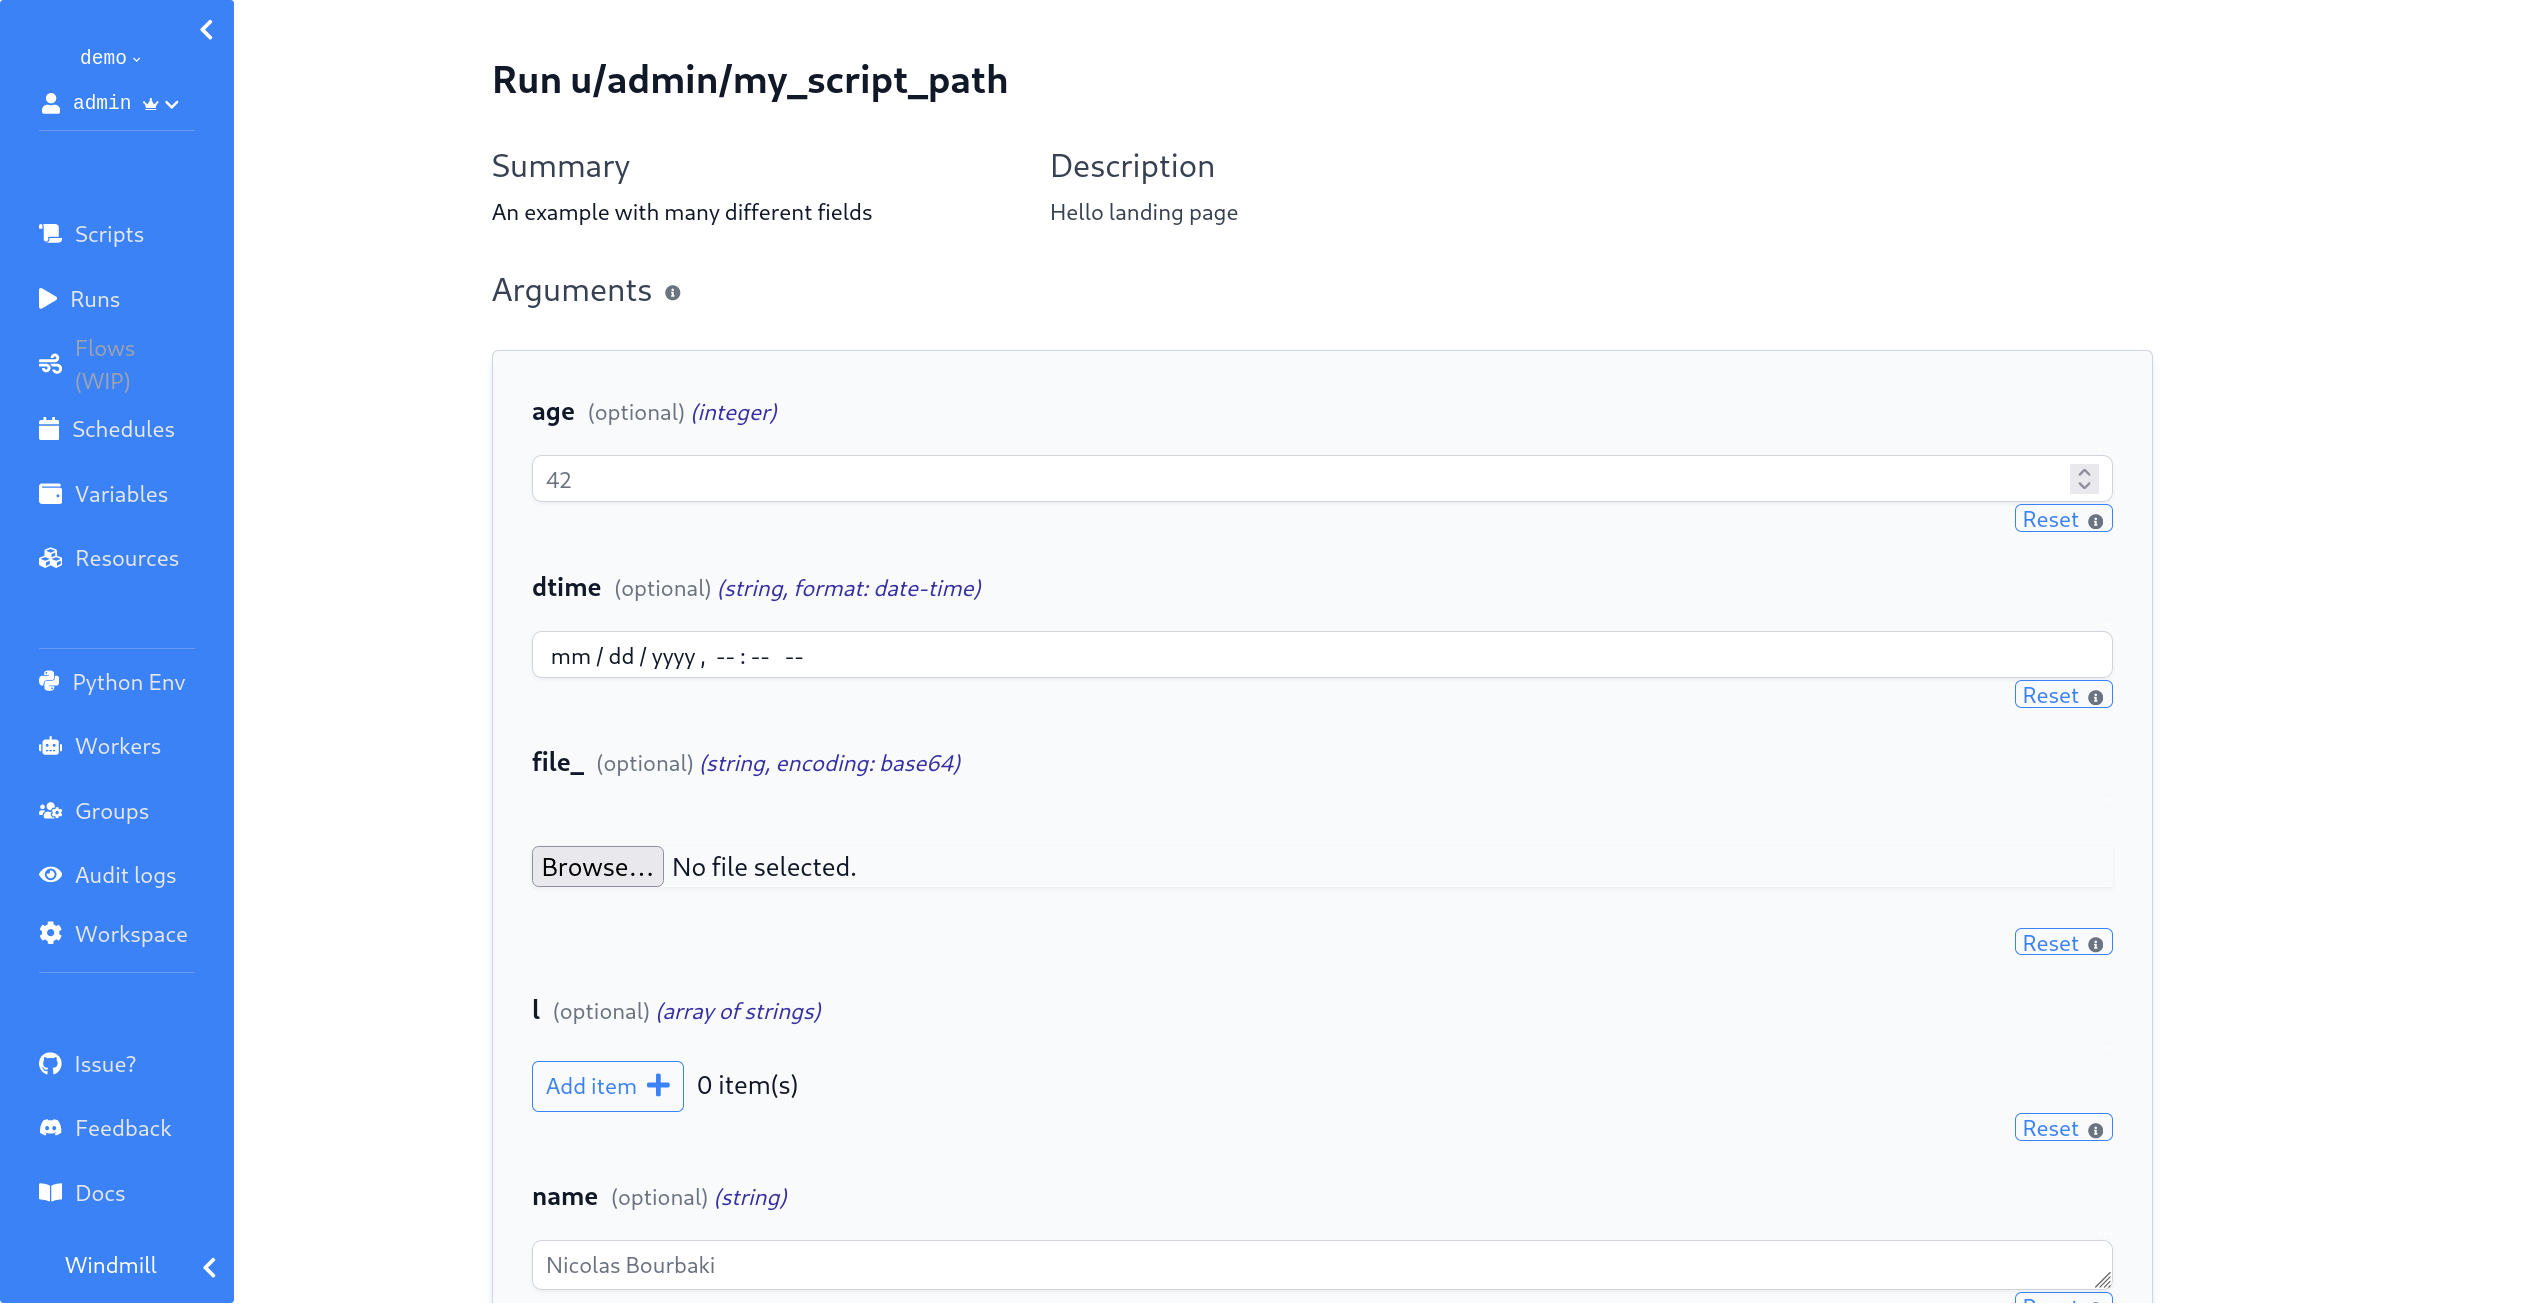 demo
admin
Scripts
Runs
Flows
(WIP)
Schedules
Variables
Resources
Python Env
Workers
Groups
Audit logs
Workspace
Issue?
Feedback
Docs
Windmill
Run u/admin/my_script_path
Summary
An example with many different fields
Description
Hello landing page
Arguments
age (optional) (integer)
42
Reset
dtime (optional) (string, format: date-time)
mm / dd / yyyy , -- : -- --
Reset
file_ (optional) (string, encoding: base64)
Browse... No file selected.
Reset
l (optional) (array of strings)
Add item 0 item(s)
Reset
name (optional) (string)
Nicolas Bourbaki